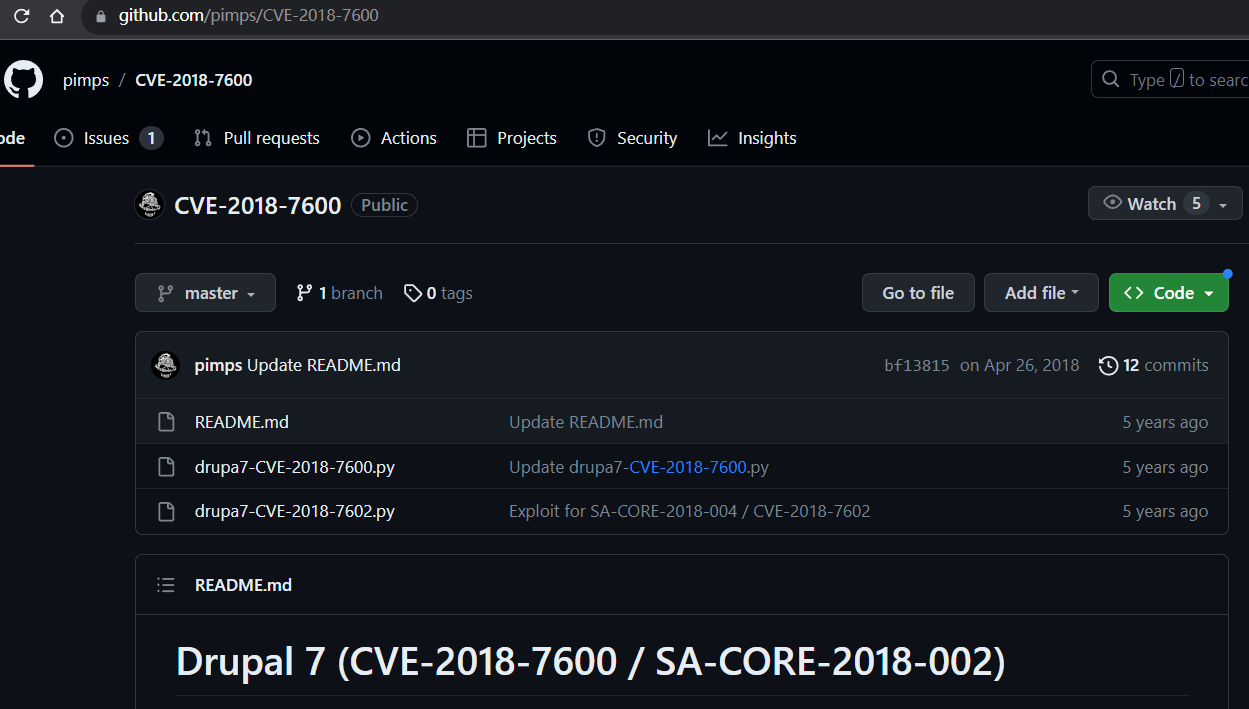 github.com/pimps/CVE-2018-7600
pimps / CVE-2018-7600
Type / to searc
ode Issues 1 Pull requests Actions Projects Security Insights
CVE-2018-7600 Public Watch 5
master 1 branch 0 tags Go to file Add file <> Code
pimps Update README.md bf13815 on Apr 26, 2018 12 commits
README.md Update README.md 5 years ago
drupa7-CVE-2018-7600.py Update drupa7-CVE-2018-7600.py 5 years ago
drupa7-CVE-2018-7602.py Exploit for SA-CORE-2018-004 / CVE-2018-7602 5 years ago
README.md
Drupal 7 (CVE-2018-7600 / SA-CORE-2018-002)